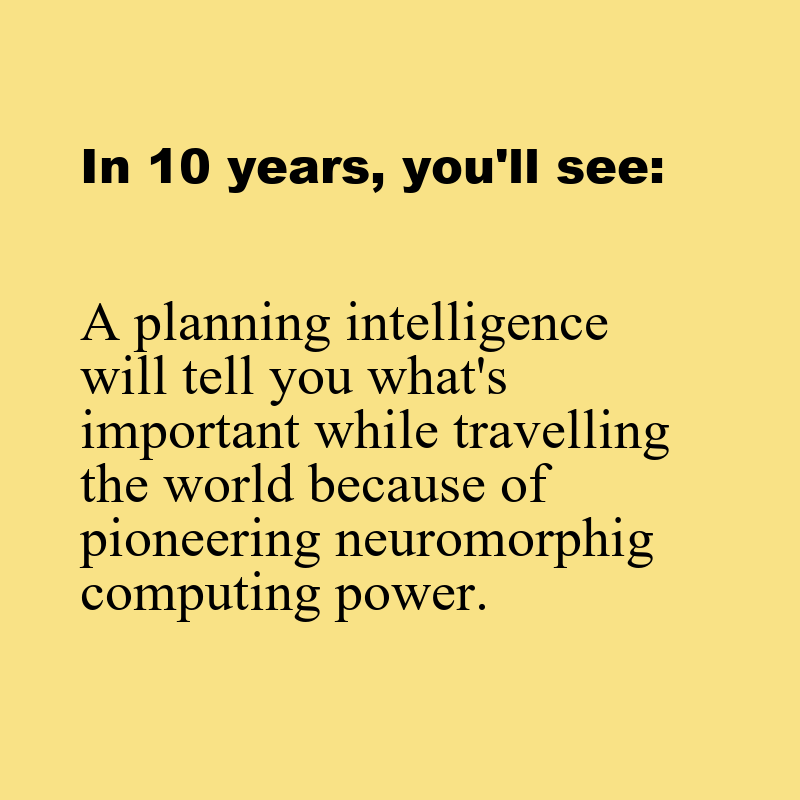 In 10 years, you'll see:
A planning intelligence
will tell you what's
important while travelling
the world because of
pioneering neuromorphig
computing power.